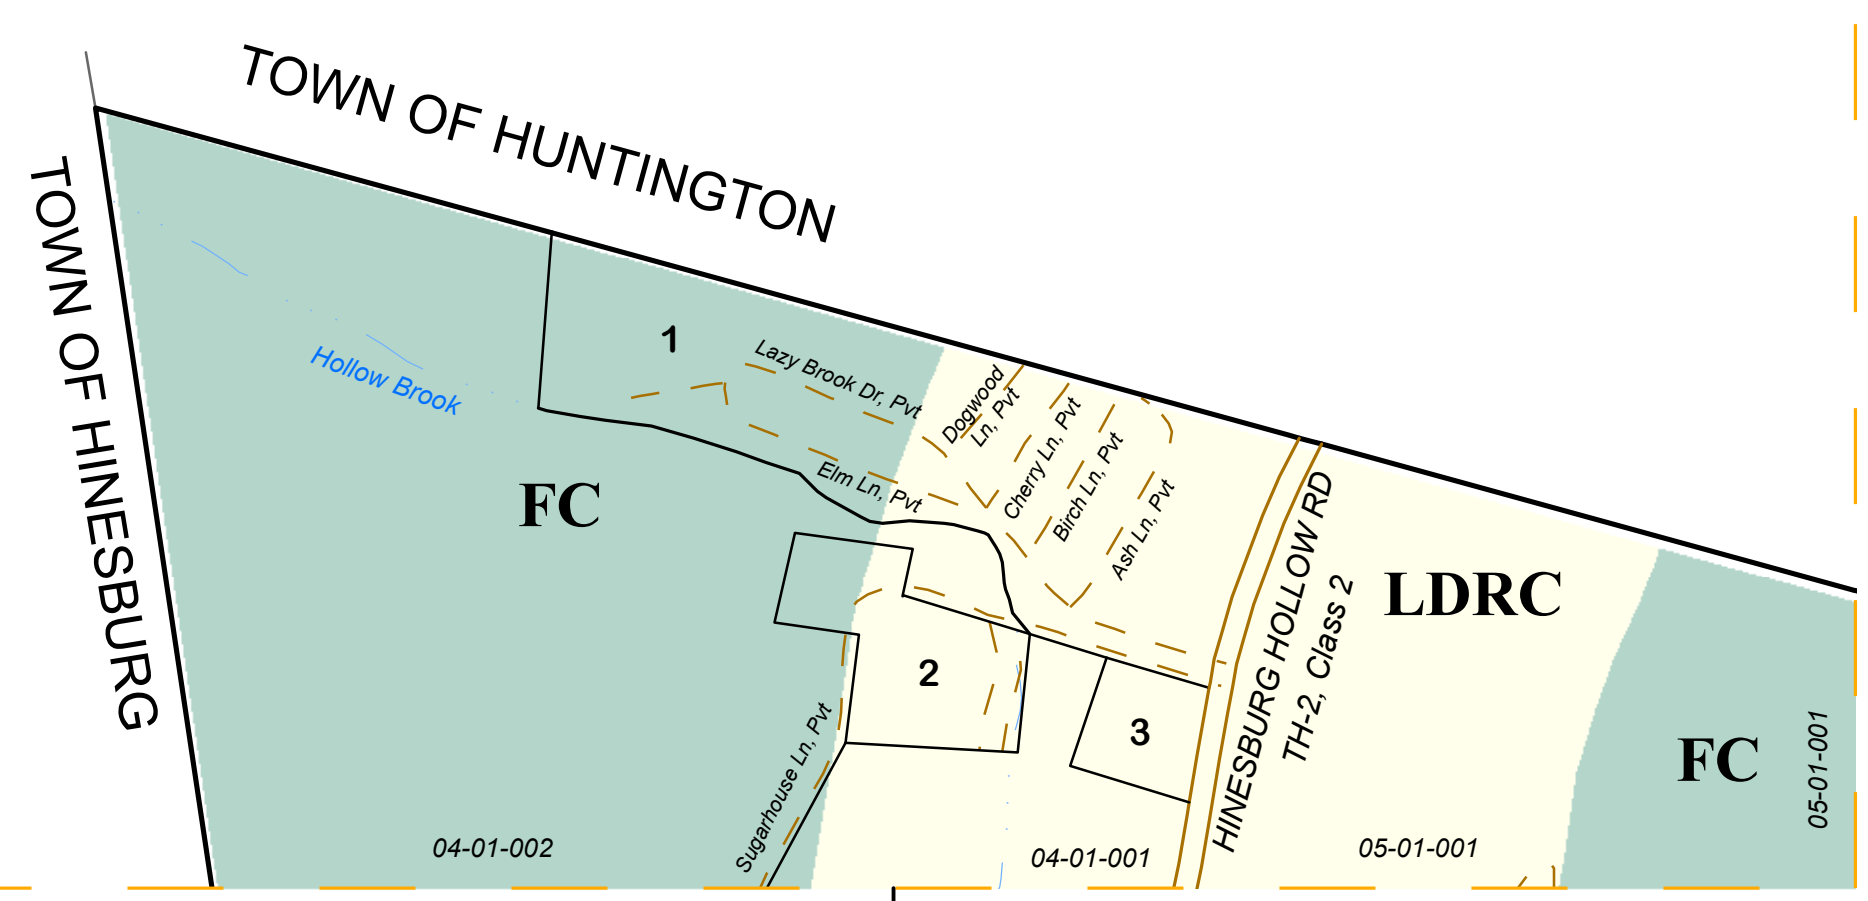 TOWN OF HUNTINGTON
TOWN OF HINESBURG
Hollow Brook
1
Lazy Brook Dr, Pvt
Dogwood
Ln, Pvt
Cherry Ln, Pvt
Birch Ln, Pvt
Ash Ln, Pvt
Elm Ln, Pvt
FC
HINESBURG HOLLOW RD
TH-2, Class 2
LDRC
2
3
FC
Sugarhouse Ln, Pvt
04-01-002
04-01-001
05-01-001
05-01-001